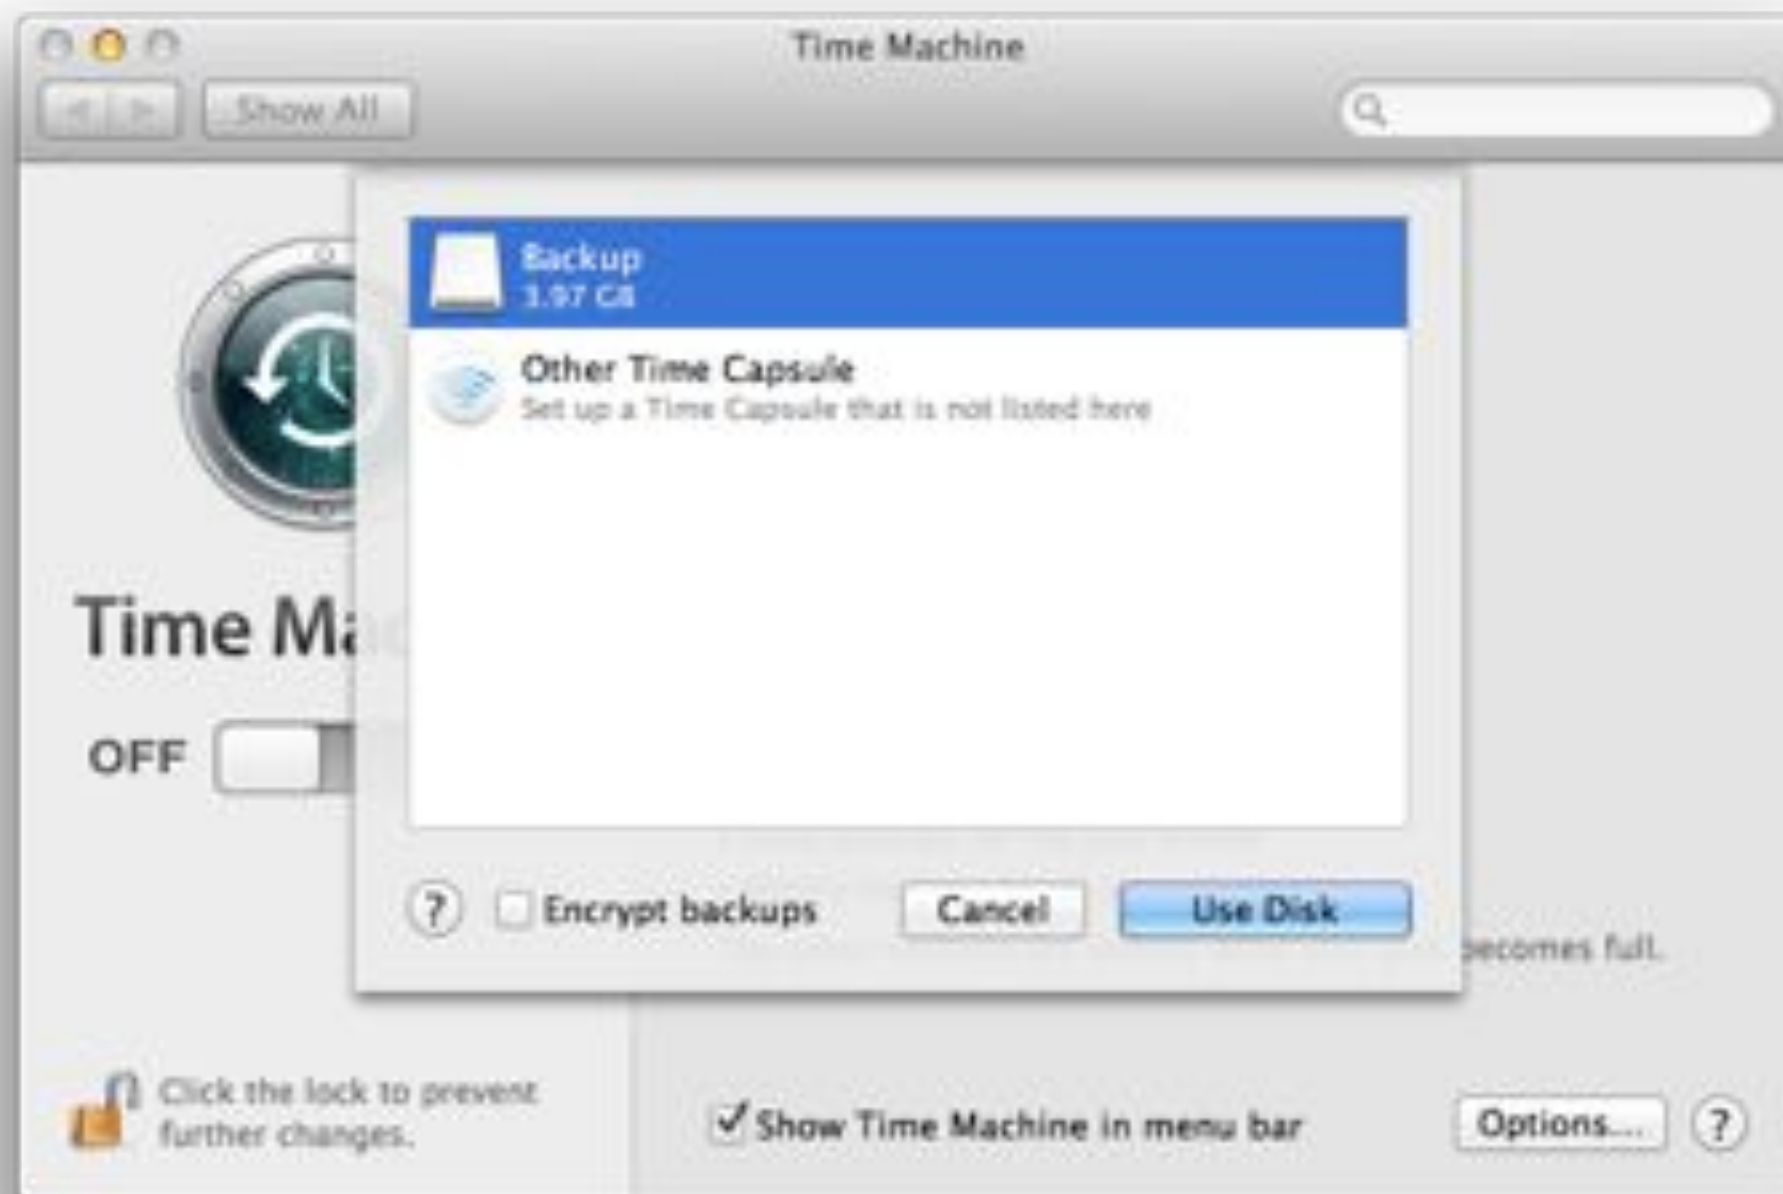 Time Machine
Show All
Backup
3.97 GB
Other Time Capsule
Set up a Time Capsule that is not listed here
Time Ma
OFF
? Encrypt backups Cancel Use Disk
becomes full.
Click the lock to prevent
further changes.
Show Time Machine in menu bar Options... ?